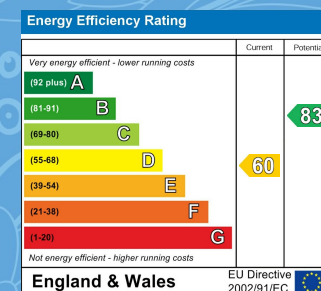 Energy Efficiency Rating
Current
Very energy efficient - lower running costs
(92 plus) A
(81-91) B
83
(69-80) C
(55-68) D
60
(39-54) E
(21-38) F
(1-20) G
Not energy efficient - higher running costs
England & Wales
EU Directive
2002/91/EC